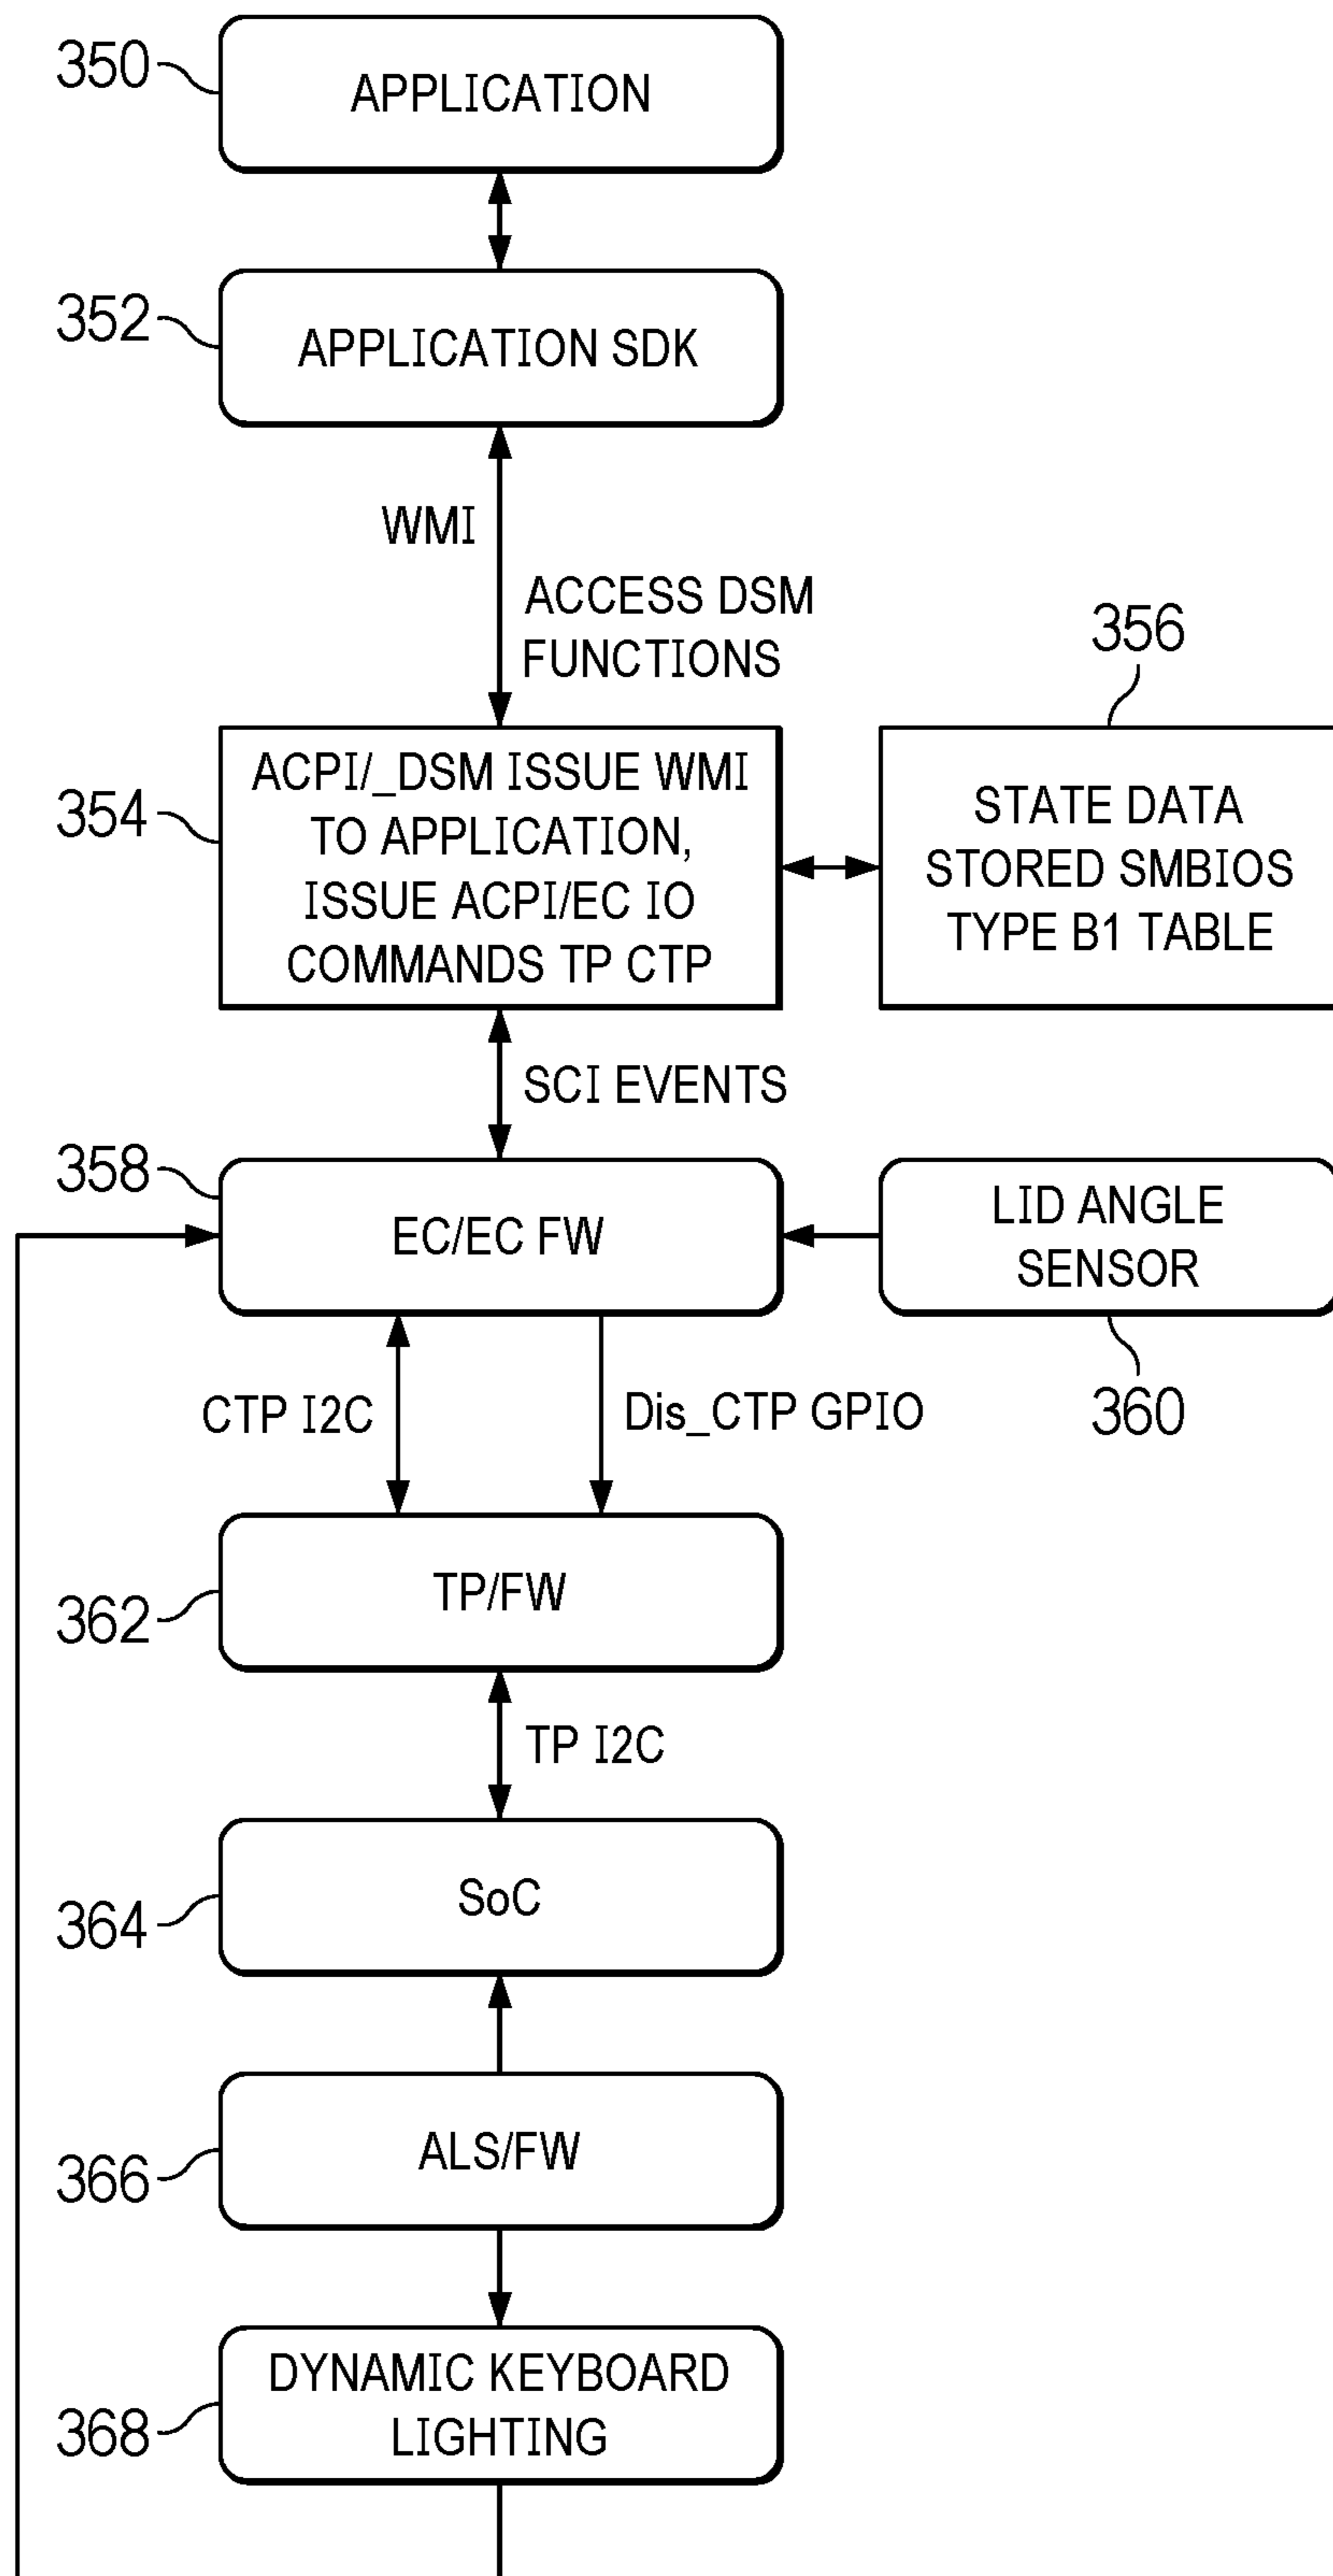 350
APPLICATION
352
APPLICATION SDK
WMI
ACCESS DSM
FUNCTIONS
356
354
ACPI/_DSM ISSUE WMI
TO APPLICATION,
ISSUE ACPI/EC IO
COMMANDS TP CTP
STATE DATA
STORED SMBIOS
TYPE B1 TABLE
SCI EVENTS
358
EC/EC FW
LID ANGLE
SENSOR
360
CTP I2C
Dis_CTP GPIO
362
TP/FW
TP I2C
364
SoC
366
ALS/FW
368
DYNAMIC KEYBOARD
LIGHTING